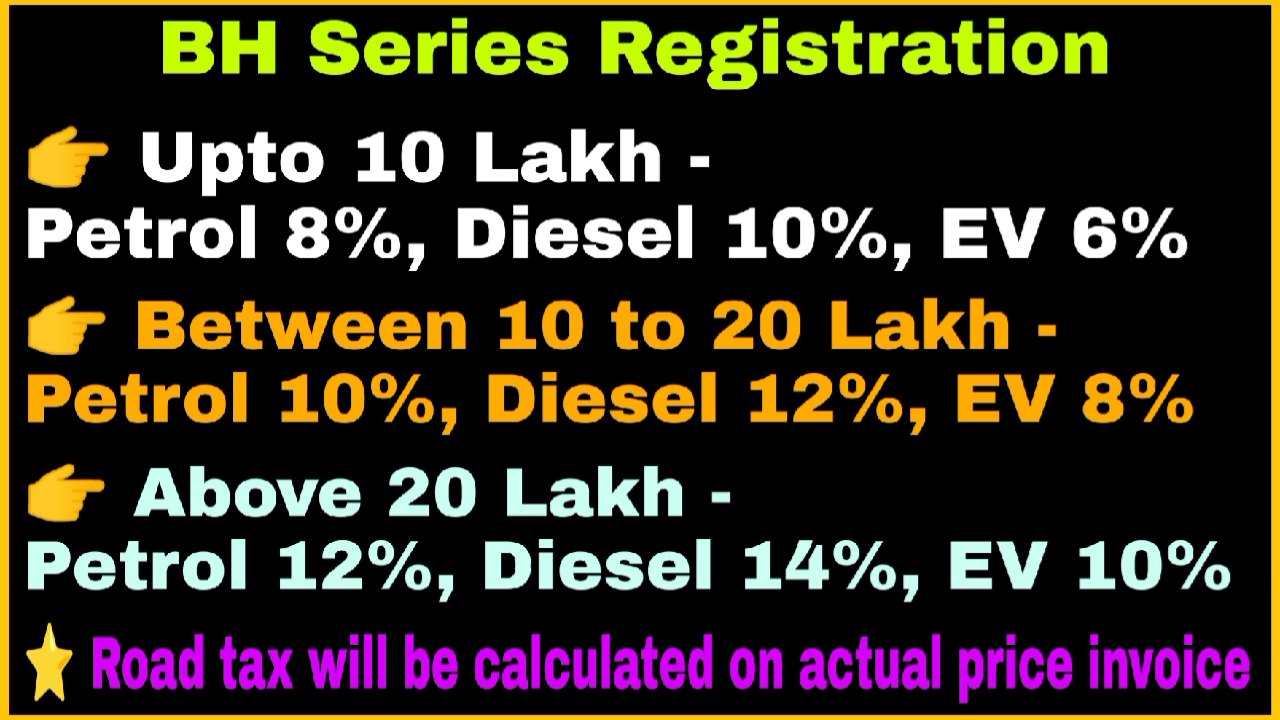 BH Series Registration
👉 Upto 10 Lakh -
Petrol 8%, Diesel 10%, EV 6%
👉 Between 10 to 20 Lakh -
Petrol 10%, Diesel 12%, EV 8%
👉 Above 20 Lakh -
Petrol 12%, Diesel 14%, EV 10%
⭐ Road tax will be calculated on actual price invoice